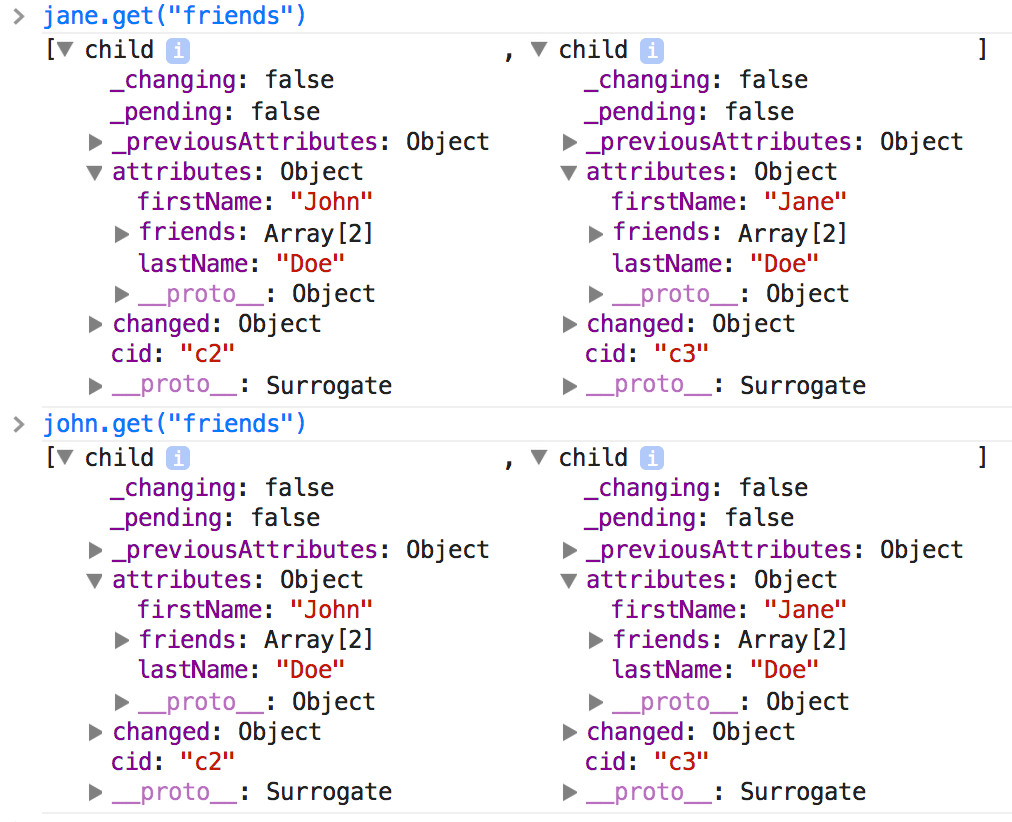 > jane.get("friends")
[▼ child i , ▼ child i ]
_changing: false _changing: false
_pending: false _pending: false
▶ _previousAttributes: Object ▶ _previousAttributes: Object
▼ attributes: Object ▼ attributes: Object
firstName: "John" firstName: "Jane"
▶ friends: Array[2] ▶ friends: Array[2]
lastName: "Doe" lastName: "Doe"
▶ __proto__: Object ▶ __proto__: Object
▶ changed: Object ▶ changed: Object
cid: "c2" cid: "c3"
▶ __proto__: Surrogate ▶ __proto__: Surrogate
> john.get("friends")
[▼ child i , ▼ child i ]
_changing: false _changing: false
_pending: false _pending: false
▶ _previousAttributes: Object ▶ _previousAttributes: Object
▼ attributes: Object ▼ attributes: Object
firstName: "John" firstName: "Jane"
▶ friends: Array[2] ▶ friends: Array[2]
lastName: "Doe" lastName: "Doe"
▶ __proto__: Object ▶ __proto__: Object
▶ changed: Object ▶ changed: Object
cid: "c2" cid: "c3"
▶ __proto__: Surrogate ▶ __proto__: Surrogate